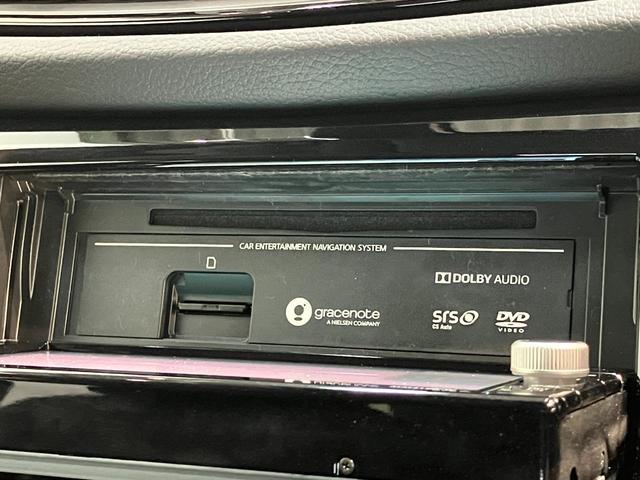 CAR ENTERTAINMENT NAVIGATION SYSTEM
DOLBY AUDIO
gracenote
A NIELSEN COMPANY
SRS
CS Auto
DVD
VIDEO